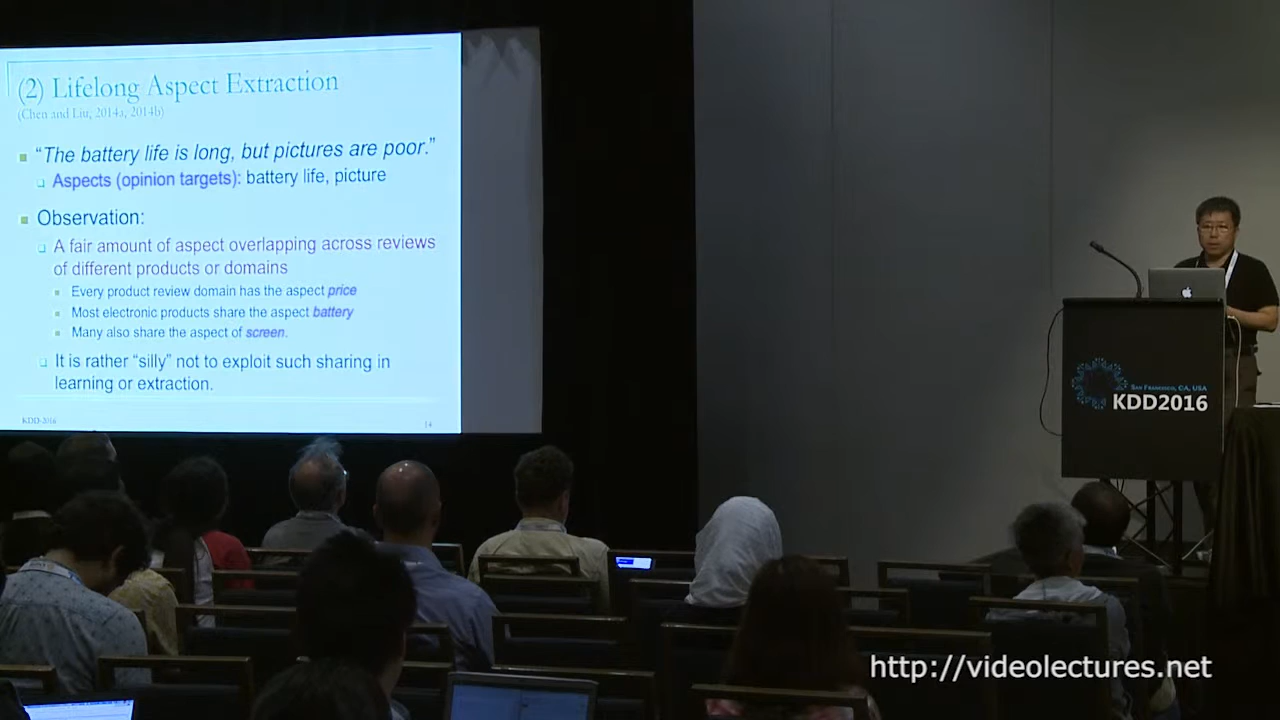 (2) Lifelong Aspect Extraction
(Chen and Liu, 2014a, 2014b)
"The battery life is long, but pictures are poor."
Aspects (opinion targets): battery life, picture
Observation:
A fair amount of aspect overlapping across reviews
of different products or domains
Every product review domain has the aspect price
Most electronic products share the aspect battery
Many also share the aspect of screen.
It is rather "silly" not to exploit such sharing in
learning or extraction.
KDD-2016
14
SAN FRANCISCO, CA, USA
KDD2016
http://videolectures.net